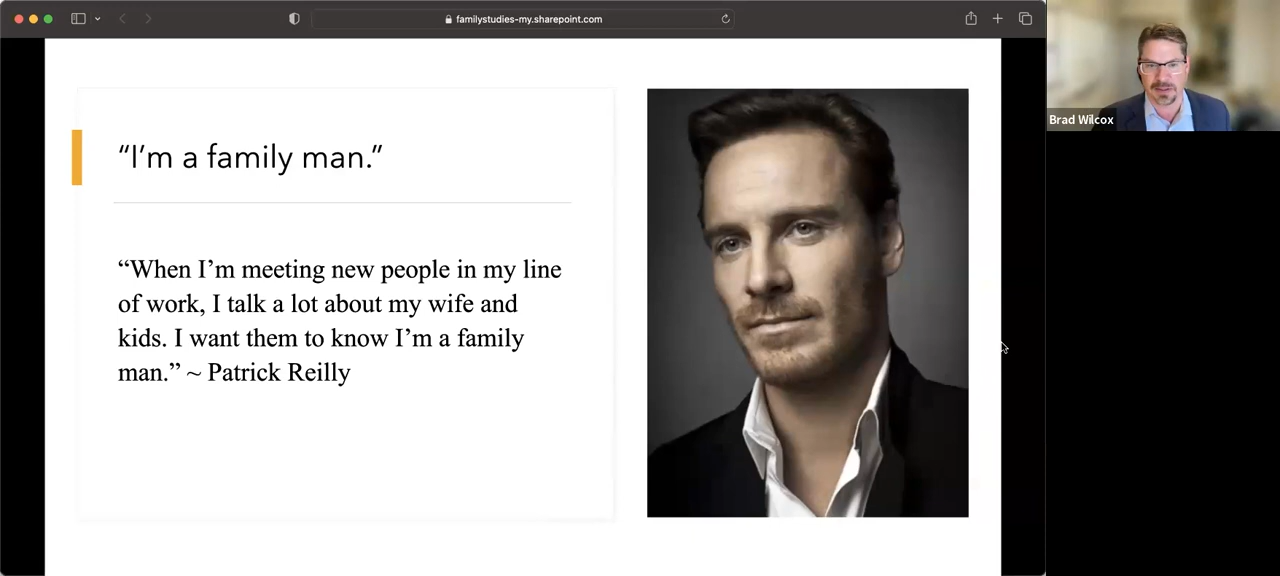 familystudies-my.sharepoint.com
Brad Wilcox
“I’m a family man.”
“When I’m meeting new people in my line
of work, I talk a lot about my wife and
kids. I want them to know I’m a family
man.” ~ Patrick Reilly